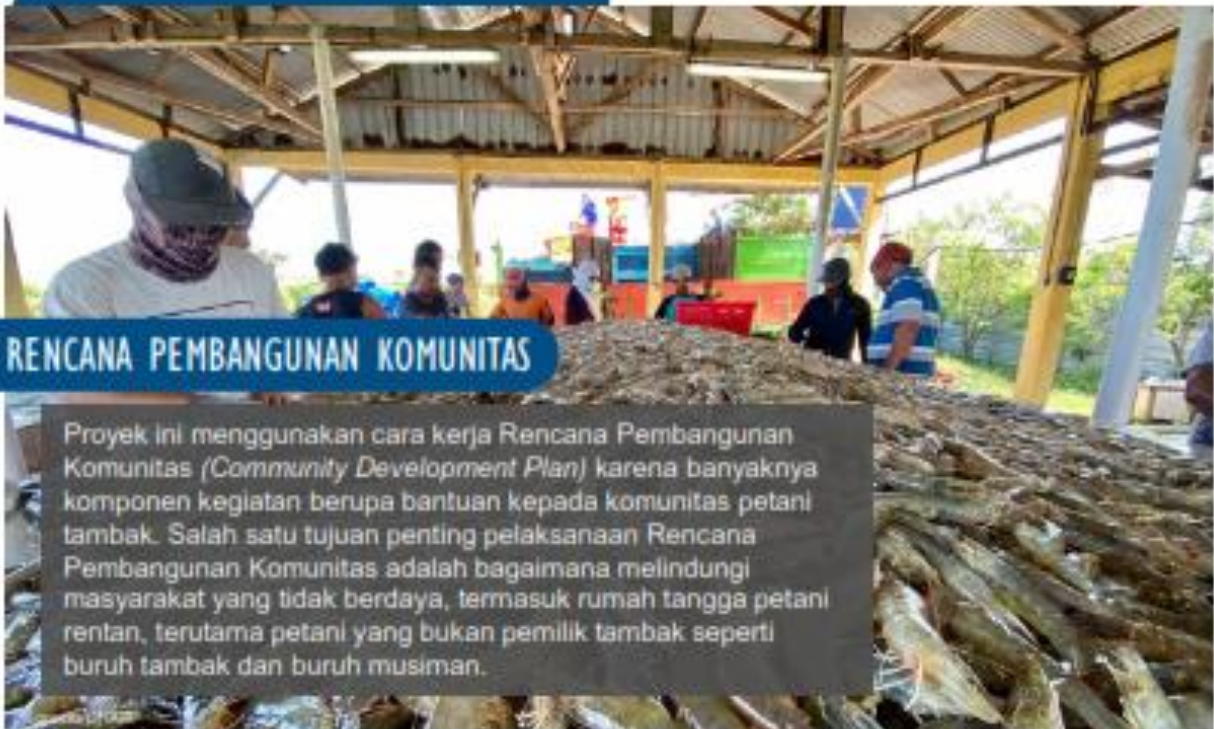 RENCANA PEMBANGUNAN KOMUNITAS
Proyek ini menggunakan cara kerja Rencana Pembangunan
Komunitas (Community Development Plan) karena banyaknya
komponen kegiatan berupa bantuan kepada komunitas petani
tambak. Salah satu tujuan penting pelaksanaan Rencana
Pembangunan Komunitas adalah bagaimana melindungi
masyarakat yang tidak berdaya, termasuk rumah tangga petani
rentan, terutama petani yang bukan pemilik tambak seperti
buruh tambak dan buruh musiman.